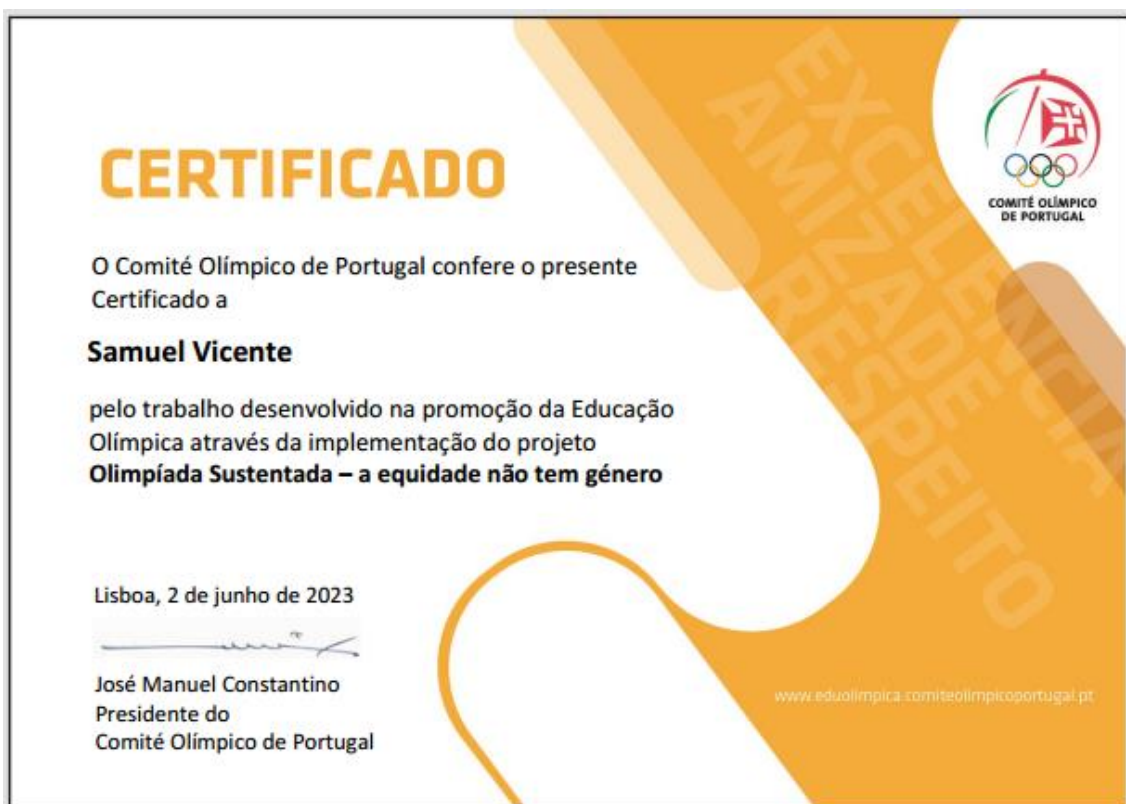 CERTIFICADO
O Comité Olímpico de Portugal confere o presente
Certificado a
Samuel Vicente
pelo trabalho desenvolvido na promoção da Educação
Olímpica através da implementação do projeto
Olimpíada Sustentada – a equidade não tem género
Lisboa, 2 de junho de 2023
José Manuel Constantino
Presidente do
Comité Olímpico de Portugal
COMITÉ OLÍMPICO
DE PORTUGAL
EXCELENCIA
AMIZADE
RESPEITO
www.eduolimpica.comiteolimpicoportugal.pt